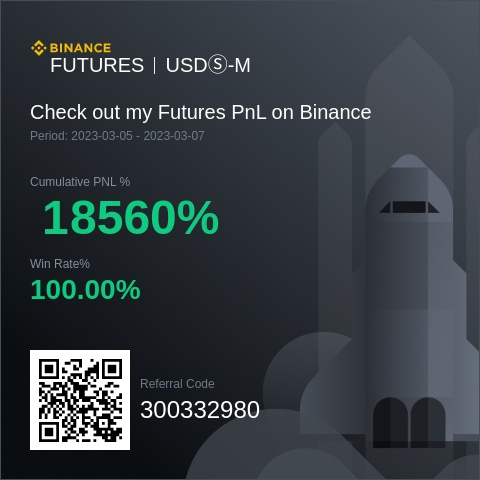 BINANCE
FUTURES | USDⓈ-M
Check out my Futures PnL on Binance
Period: 2023-03-05 - 2023-03-07
Cumulative PNL %
18560%
Win Rate%
100.00%
Referral Code
300332980